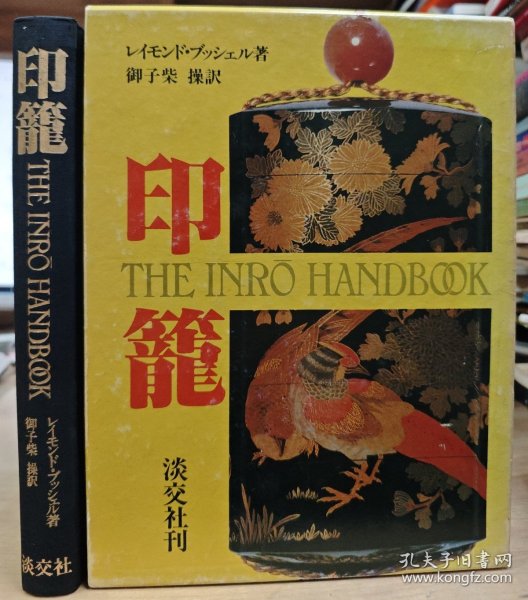 印籠
THE INRŌ HANDBOOK
レイモンド・ブッシェル著
御子柴 操訳
淡交社
レイモンド・ブッシェル著
御子柴 操訳
印籠
THE INRŌ HANDBOOK
淡交社刊
孔夫子旧书网
www.kongfz.com